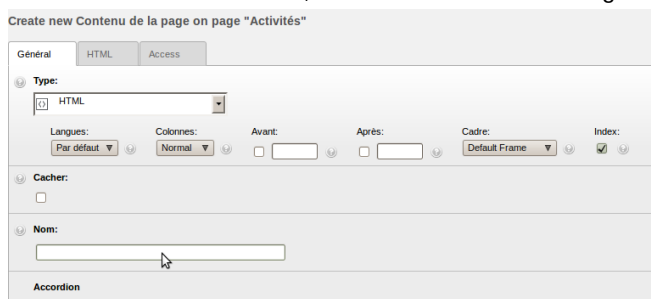 Create new Contenu de la page on page "Activités"
Général HTML Access
Type:
HTML
Langues: Colonnes: Avant: Après: Cadre: Index:
Par défaut Normal Default Frame
Cacher:
Nom:
Accordion